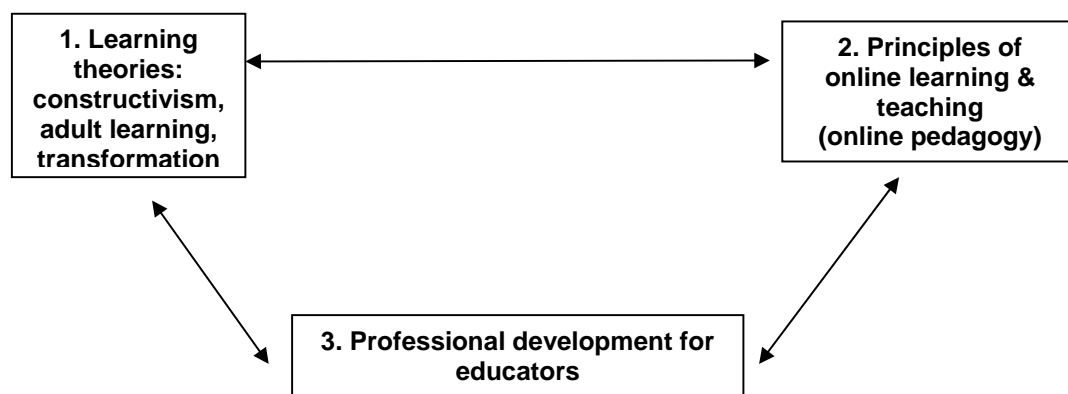 1. Learning
theories:
constructivism,
adult learning,
transformation
2. Principles of
online learning &
teaching
(online pedagogy)
3. Professional development for
educators